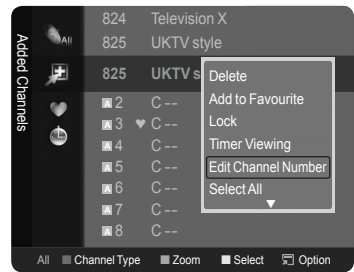 Added Channels
All
824 Television X
825 UKTV style
825 UKTV s
A 2 C --
A 3 ♥ C --
A 4 C --
A 5 C --
A 6 C --
A 7 C --
A 8 C --
Delete
Add to Favourite
Lock
Timer Viewing
Edit Channel Number
Select All
▼
All Channel Type Zoom Select Option